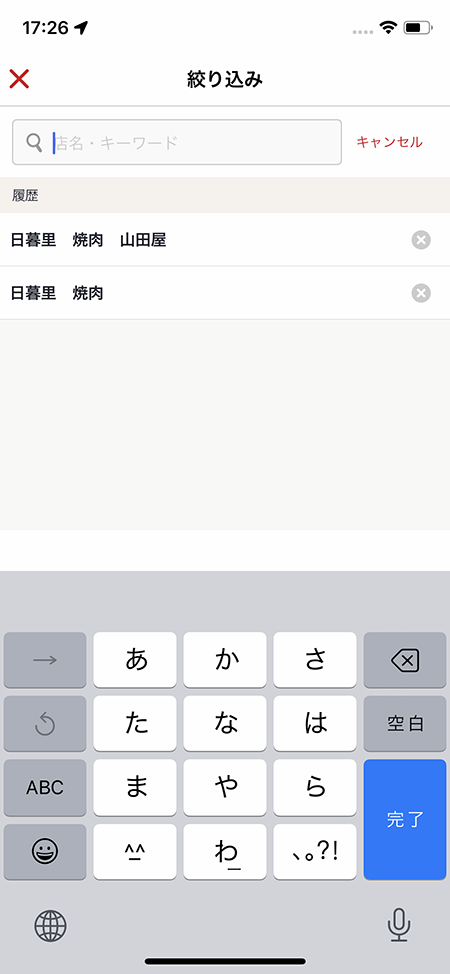 17:26
絞り込み
店名・キーワード
キャンセル
履歴
日暮里　焼肉　山田屋
日暮里　焼肉
→ あ か さ
た な は 空白
ABC ま や ら 完了
^^ わ 、。?!